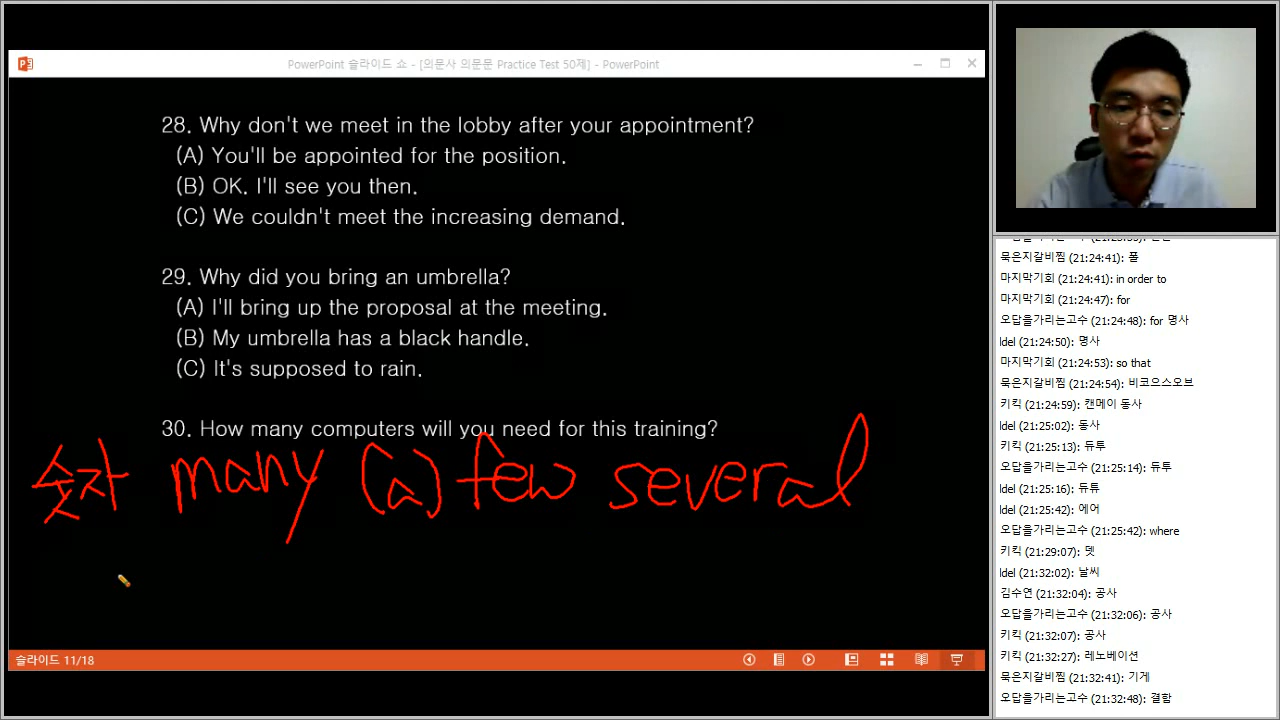 PowerPoint 슬라이드 쇼 - [의문사 의문문 Practice Test 50제] - PowerPoint
28. Why don't we meet in the lobby after your appointment?
(A) You'll be appointed for the position.
(B) OK. I'll see you then.
(C) We couldn't meet the increasing demand.
29. Why did you bring an umbrella?
(A) I'll bring up the proposal at the meeting.
(B) My umbrella has a black handle.
(C) It's supposed to rain.
30. How many computers will you need for this training?
숫자 many (a) few several
슬라이드 11/18
묵은지갈비찜 (21:24:41): 풀
마지막기회 (21:24:41): in order to
마지막기회 (21:24:47): for
오답을가리는고수 (21:24:48): for 명사
ldel (21:24:50): 명사
마지막기회 (21:24:53): so that
묵은지갈비찜 (21:24:54): 비코으스오브
키킥 (21:24:59): 캔메이 동사
ldel (21:25:02): 동사
키킥 (21:25:13): 듀투
오답을가리는고수 (21:25:14): 듀투
ldel (21:25:16): 듀튜
ldel (21:25:42): 에어
오답을가리는고수 (21:25:42): where
키킥 (21:29:07): 뎃
ldel (21:32:02): 날씨
김수연 (21:32:04): 공사
오답을가리는고수 (21:32:06): 공사
키킥 (21:32:07): 공사
키킥 (21:32:27): 레노베이션
묵은지갈비찜 (21:32:41): 기게
오답을가리는고수 (21:32:48): 결함